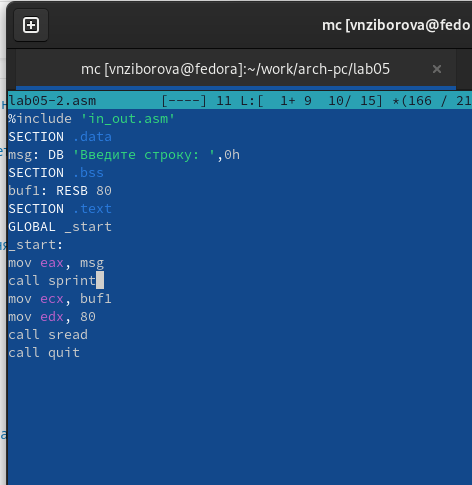 mc [vnziborova@fedo
mc [vnziborova@fedora]:~/work/arch-pc/lab05 ×
lab05-2.asm [----] 11 L:[ 1+ 9 10/ 15] *(166 / 21
%include 'in_out.asm'
SECTION .data
msg: DB 'Введите строку: ',0h
SECTION .bss
buf1: RESB 80
SECTION .text
GLOBAL _start
_start:
mov eax, msg
call sprint
mov ecx, buf1
mov edx, 80
call sread
call quit